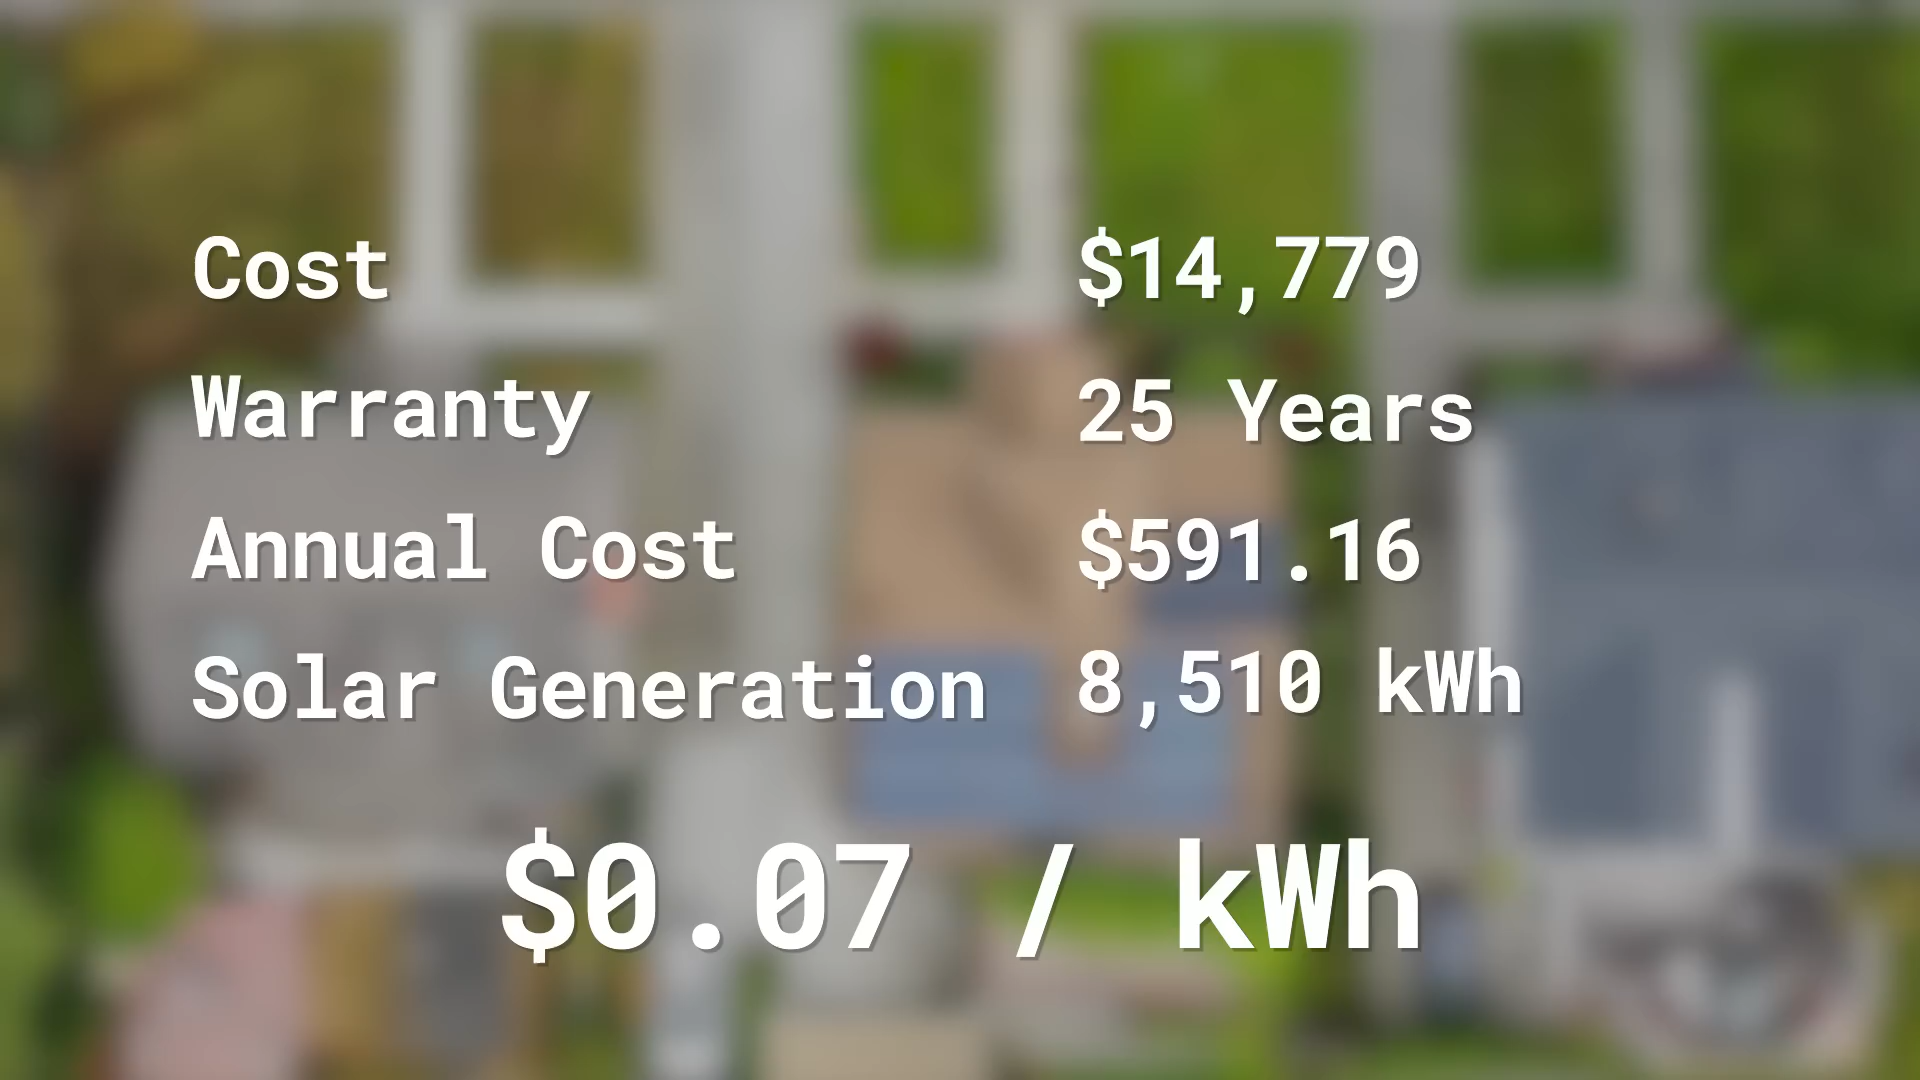 Cost $14,779
Warranty 25 Years
Annual Cost $591.16
Solar Generation 8,510 kWh
$0.07 / kWh